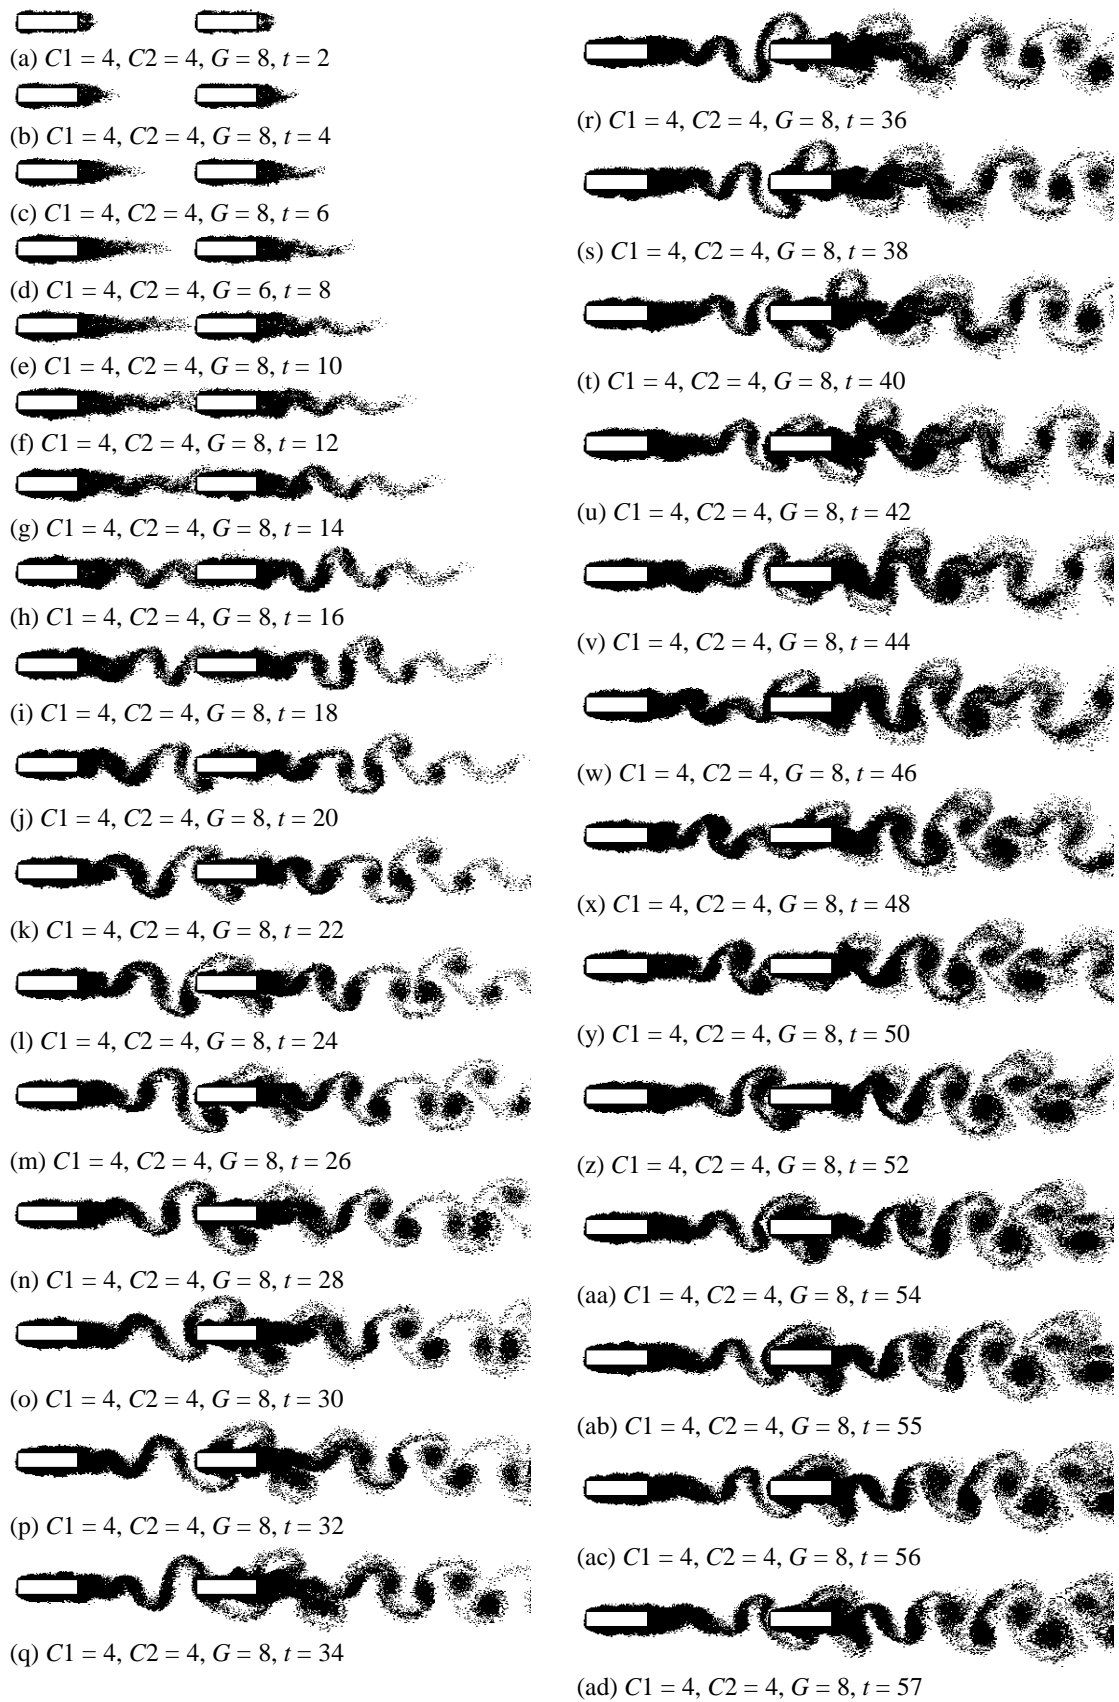 (a) C1 = 4, C2 = 4, G = 8, t = 2
(b) C1 = 4, C2 = 4, G = 8, t = 4
(c) C1 = 4, C2 = 4, G = 8, t = 6
(d) C1 = 4, C2 = 4, G = 6, t = 8
(e) C1 = 4, C2 = 4, G = 8, t = 10
(f) C1 = 4, C2 = 4, G = 8, t = 12
(g) C1 = 4, C2 = 4, G = 8, t = 14
(h) C1 = 4, C2 = 4, G = 8, t = 16
(i) C1 = 4, C2 = 4, G = 8, t = 18
(j) C1 = 4, C2 = 4, G = 8, t = 20
(k) C1 = 4, C2 = 4, G = 8, t = 22
(l) C1 = 4, C2 = 4, G = 8, t = 24
(m) C1 = 4, C2 = 4, G = 8, t = 26
(n) C1 = 4, C2 = 4, G = 8, t = 28
(o) C1 = 4, C2 = 4, G = 8, t = 30
(p) C1 = 4, C2 = 4, G = 8, t = 32
(q) C1 = 4, C2 = 4, G = 8, t = 34
(r) C1 = 4, C2 = 4, G = 8, t = 36
(s) C1 = 4, C2 = 4, G = 8, t = 38
(t) C1 = 4, C2 = 4, G = 8, t = 40
(u) C1 = 4, C2 = 4, G = 8, t = 42
(v) C1 = 4, C2 = 4, G = 8, t = 44
(w) C1 = 4, C2 = 4, G = 8, t = 46
(x) C1 = 4, C2 = 4, G = 8, t = 48
(y) C1 = 4, C2 = 4, G = 8, t = 50
(z) C1 = 4, C2 = 4, G = 8, t = 52
(aa) C1 = 4, C2 = 4, G = 8, t = 54
(ab) C1 = 4, C2 = 4, G = 8, t = 55
(ac) C1 = 4, C2 = 4, G = 8, t = 56
(ad) C1 = 4, C2 = 4, G = 8, t = 57